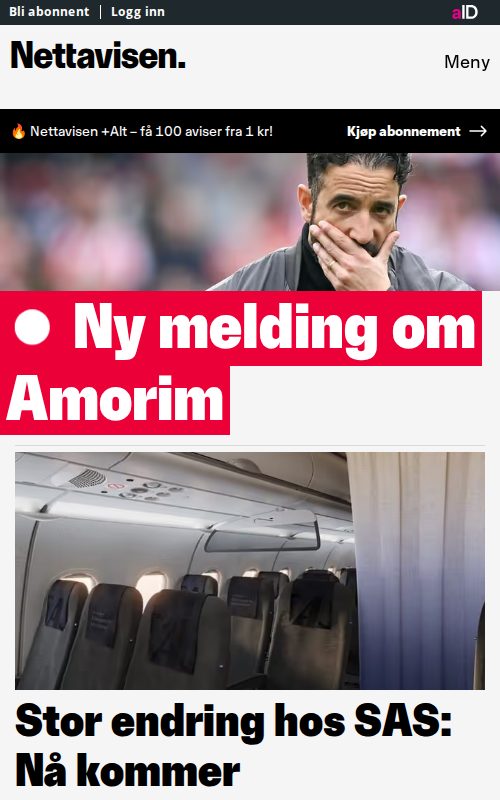 Bli abonnent | Logg inn
aID
Nettavisen.
Meny
🔥 Nettavisen +Alt – få 100 aviser fra 1 kr!
Kjøp abonnement →
Ny melding om
Amorim
Stor endring hos SAS:
Nå kommer